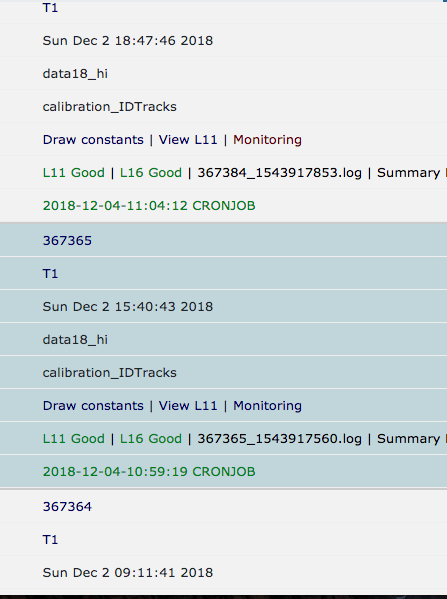 T1
Sun Dec 2 18:47:46 2018
data18_hi
calibration_IDTracks
Draw constants | View L11 | Monitoring
L11 Good | L16 Good | 367384_1543917853.log | Summary
2018-12-04-11:04:12 CRONJOB
367365
T1
Sun Dec 2 15:40:43 2018
data18_hi
calibration_IDTracks
Draw constants | View L11 | Monitoring
L11 Good | L16 Good | 367365_1543917560.log | Summary
2018-12-04-10:59:19 CRONJOB
367364
T1
Sun Dec 2 09:11:41 2018